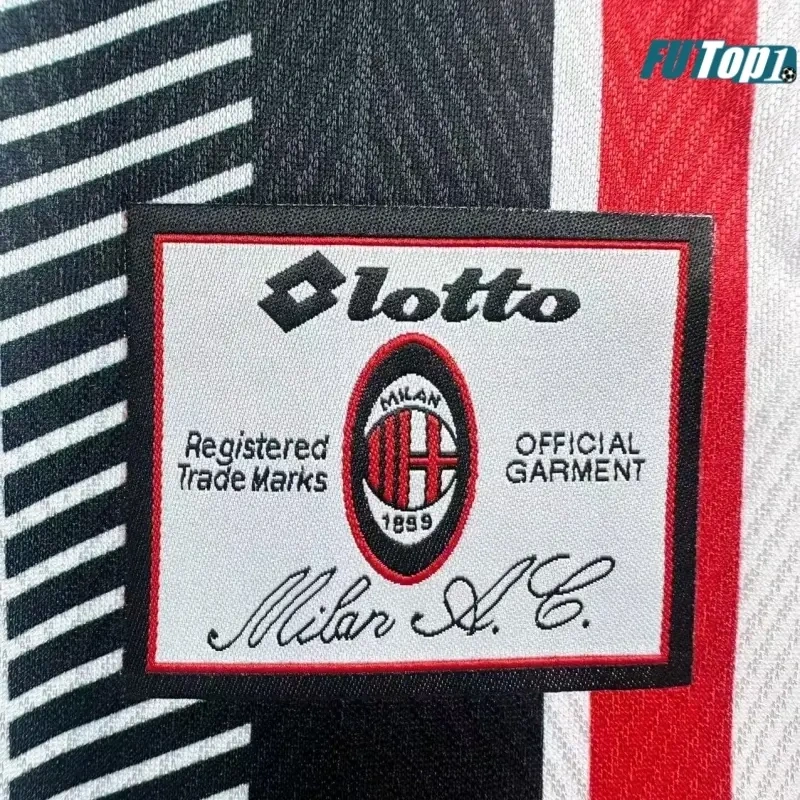 FUTop1
lotto
MILAN
Registered
Trade Marks
OFFICIAL
GARMENT
1899
Milan A.C.